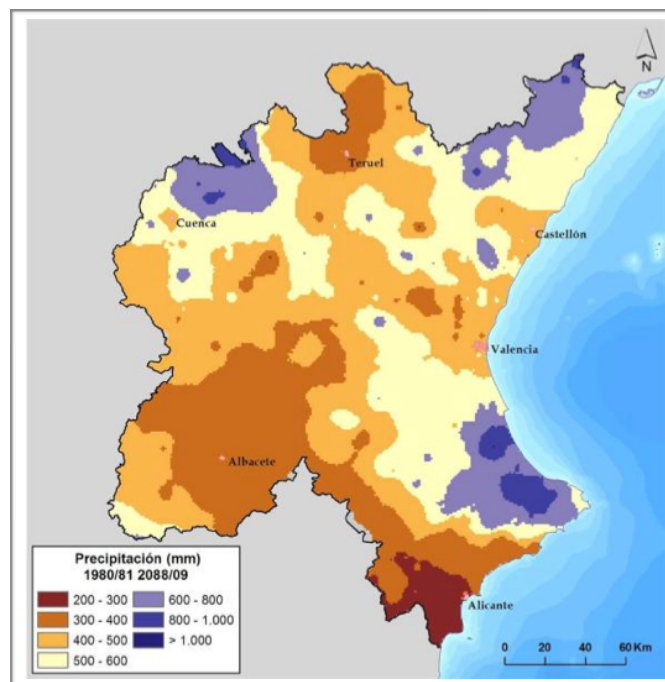 N
Teruel
Cuenca
Castellón
Valencia
Albacete
Alicante
Precipitación (mm)
1980/81 2088/09
200 - 300
300 - 400
400 - 500
500 - 600
600 - 800
800 - 1.000
> 1.000
0 20 40 60 Km